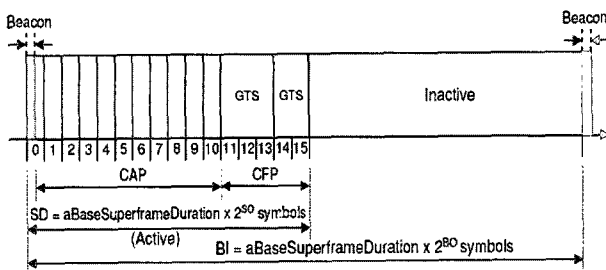 Beacon
Beacon
GTS
GTS
Inactive
0 1 2 3 4 5 6 7 8 9 10 11 12 13 14 15
CAP
CFP
SD = aBaseSuperframeDuration x 2^SO symbols
(Active)
BI = aBaseSuperframeDuration x 2^BO symbols